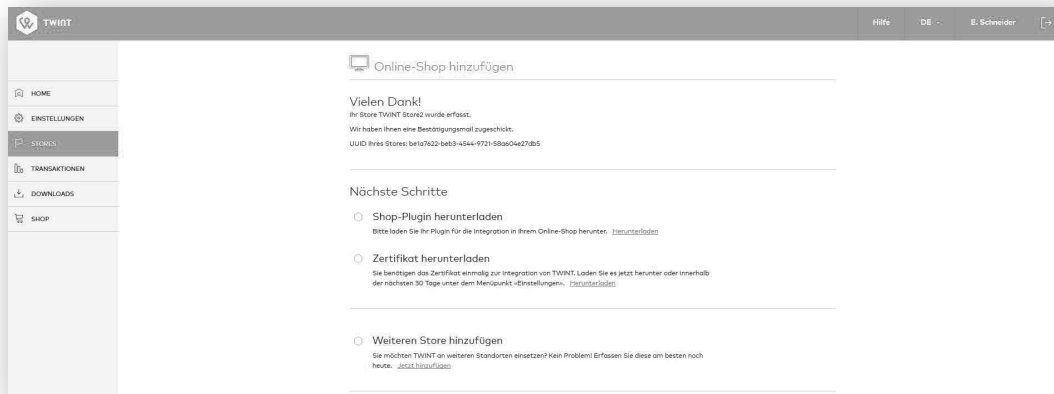 TWINT
Hilfe DE E. Schneider
HOME
EINSTELLUNGEN
STORES
TRANSAKTIONEN
DOWNLOADS
SHOP
Online-Shop hinzufügen
Vielen Dank!
Ihr Store TWINT Store2 wurde erfasst.
Wir haben Ihnen eine Bestätigungsmail zugeschickt.
UUID Ihres Stores: be1a7622-beb3-4544-9721-58a604e27db5
Nächste Schritte
Shop-Plugin herunterladen
Bitte laden Sie Ihr Plugin für die Integration in Ihrem Online-Shop herunter. Herunterladen
Zertifikat herunterladen
Sie benötigen das Zertifikat einmalig zur Integration von TWINT. Laden Sie es jetzt herunter oder innerhalb
der nächsten 30 Tage unter dem Menüpunkt «Einstellungen». Herunterladen
Weiteren Store hinzufügen
Sie möchten TWINT an weiteren Standorten einsetzen? Kein Problem! Erfassen Sie diese am besten noch
heute. Jetzt hinzufügen